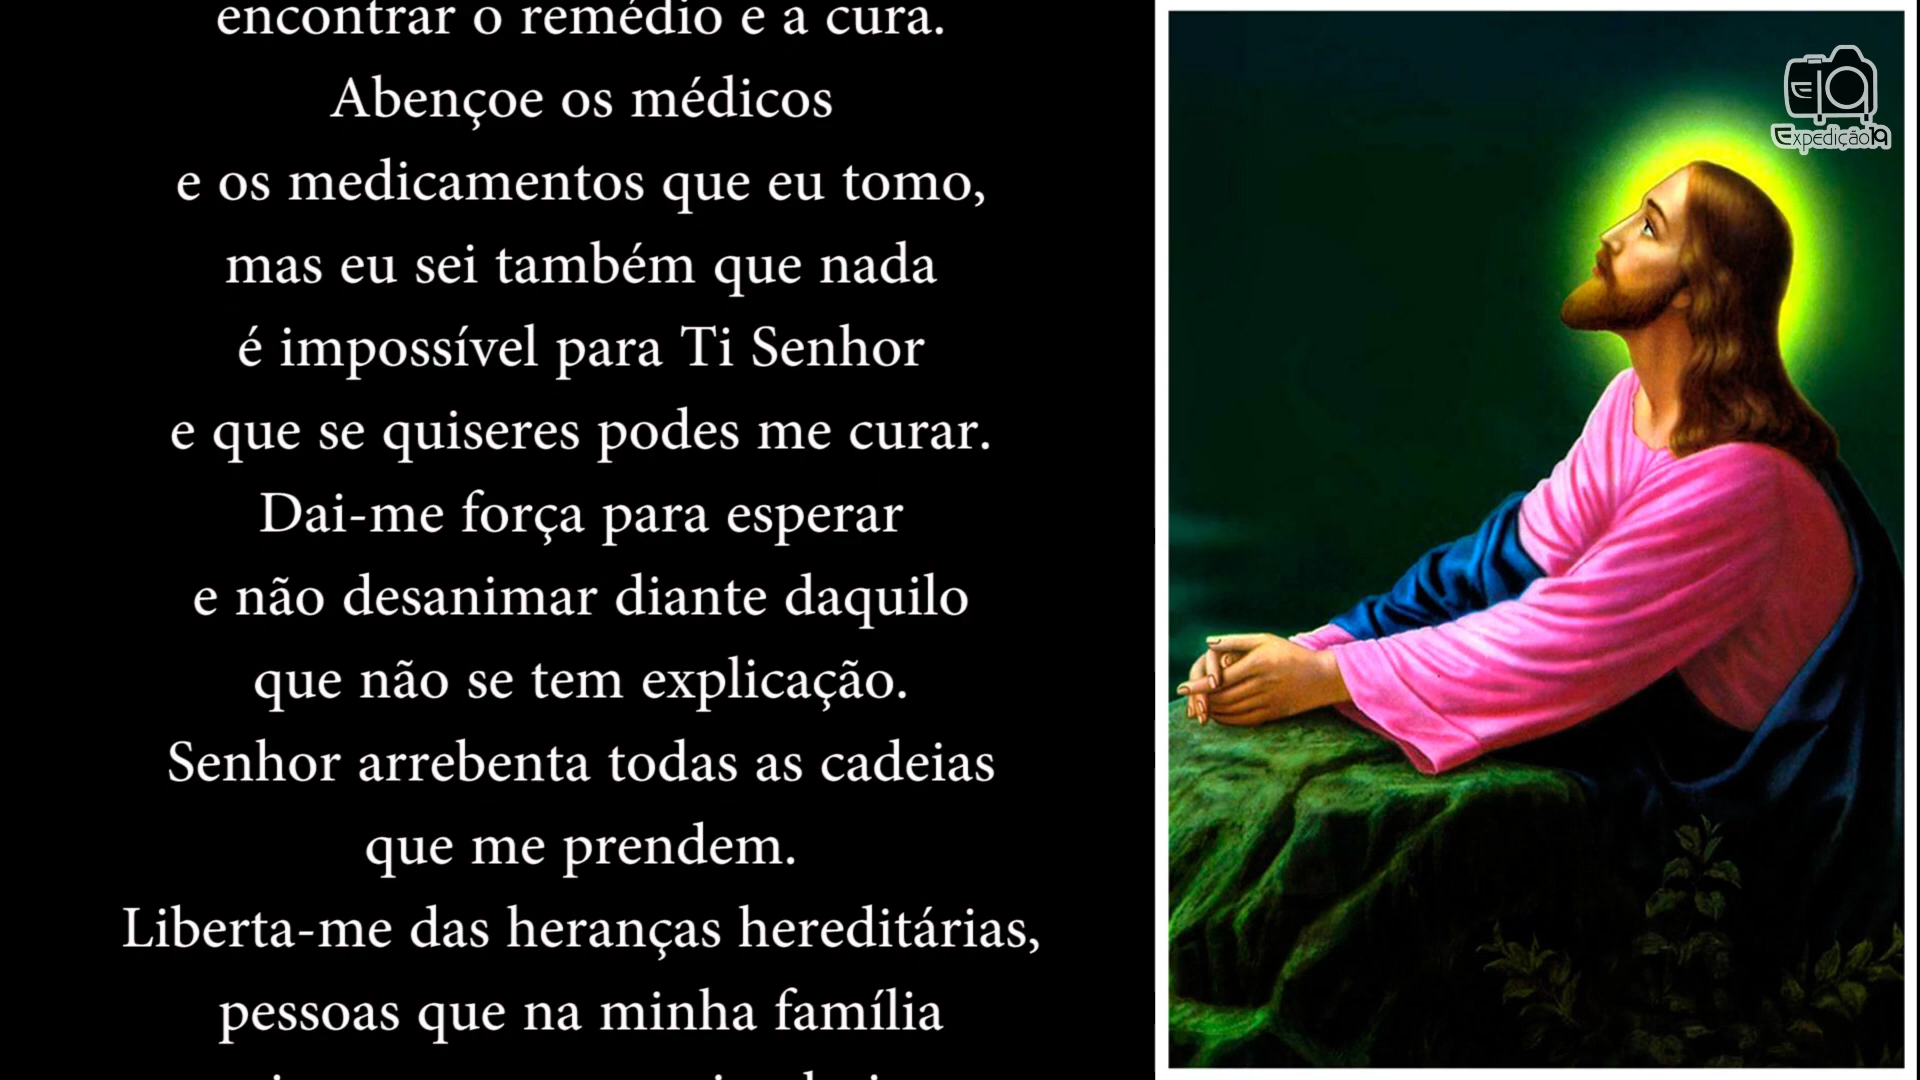 encontrar o remédio e a cura.
Abençoe os médicos
e os medicamentos que eu tomo,
mas eu sei também que nada
é impossível para Ti Senhor
e que se quiseres podes me curar.
Dai-me força para esperar
e não desanimar diante daquilo
que não se tem explicação.
Senhor arrebenta todas as cadeias
que me prendem.
Liberta-me das heranças hereditárias,
pessoas que na minha família
Expedição19